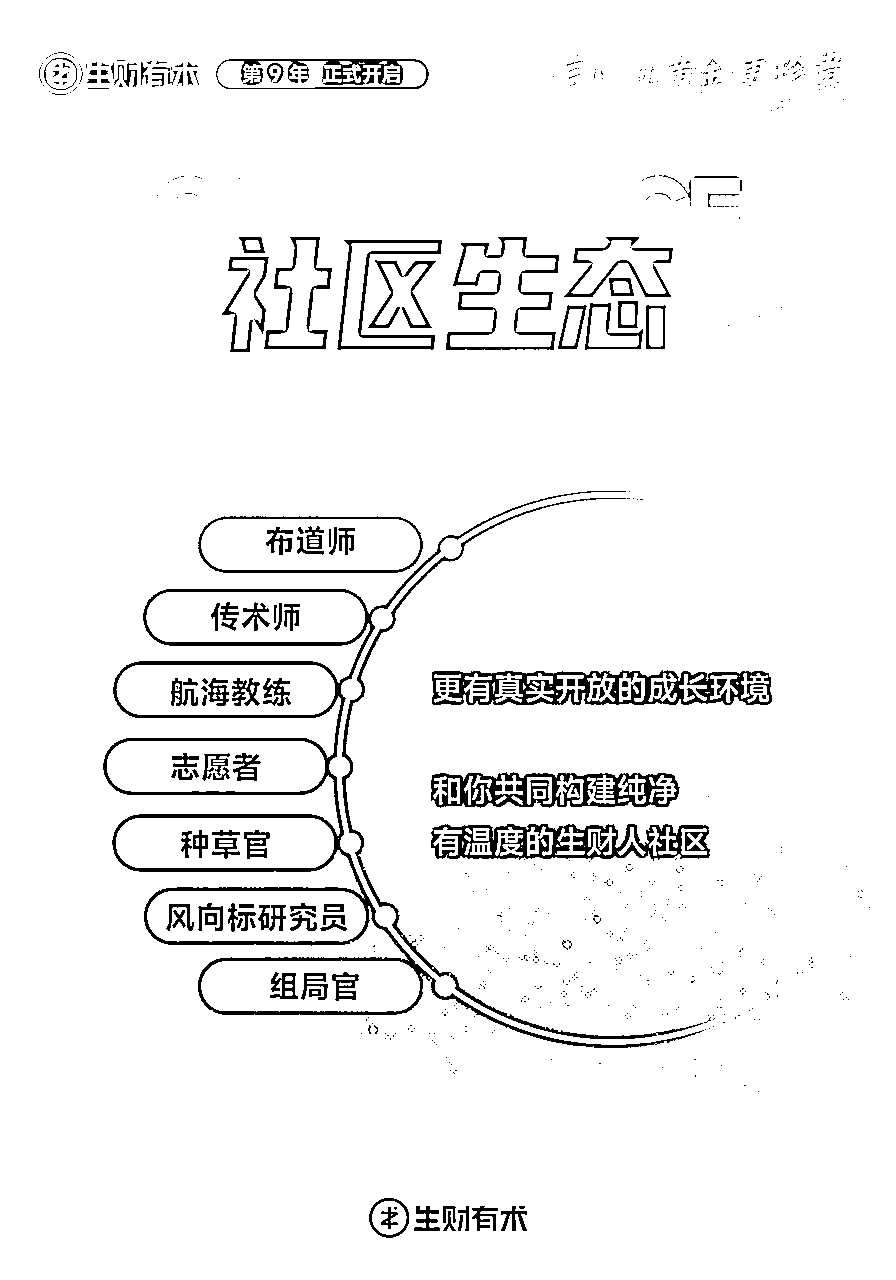 生财有术 第9年 正式开启
黄金更珍贵
社区生态
布道师
传术师
航海教练
志愿者
种草官
风向标研究员
组局官
更有真实开放的成长环境
和你共同构建纯净
有温度的生财人社区
生财有术